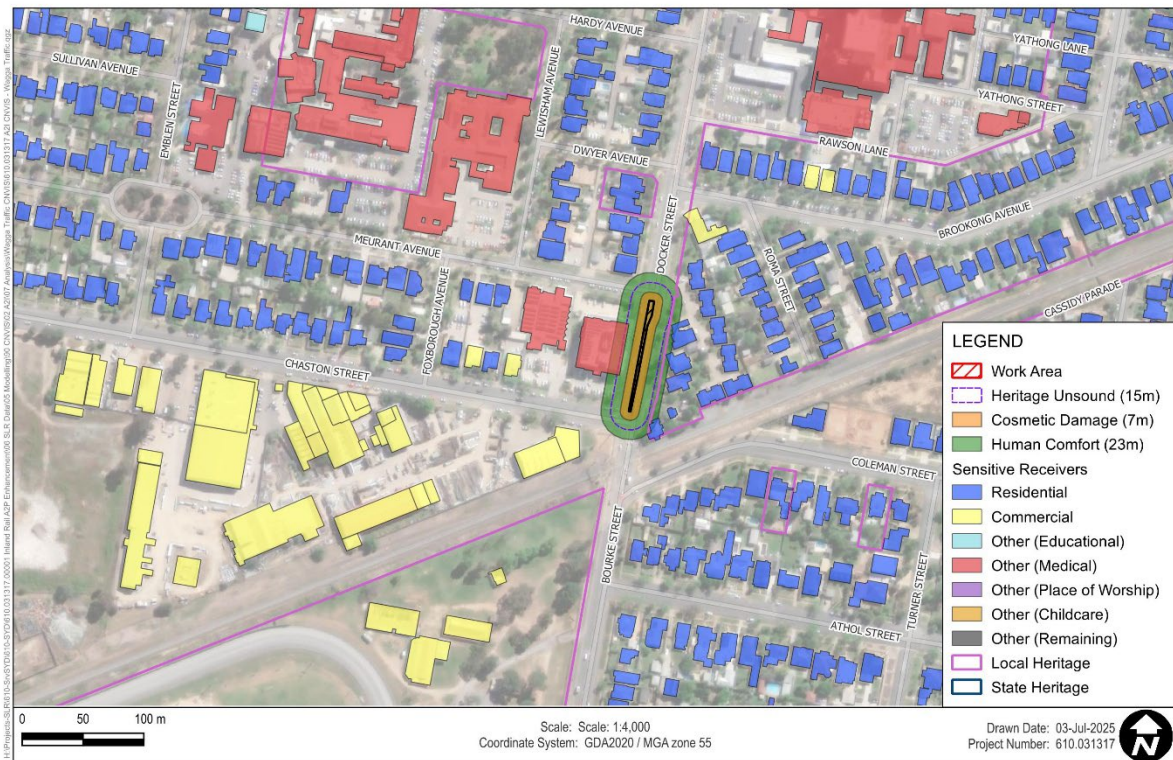 HARDY AVENUE
YATHONG LANE
SULLIVAN AVENUE
EMBLEN STREET
LEWISHAM AVENUE
YATHONG STREET
RAWSON LANE
DWYER AVENUE
BROOKONG AVENUE
MEURANT AVENUE
DOCKER STREET
ROMA STREET
CASSIDY PARADE
FOXBOROUGH AVENUE
CHASTON STREET
COLEMAN STREET
BOURKE STREET
TURNER STREET
ATHOL STREET
LEGEND
Work Area
Heritage Unsound (15m)
Cosmetic Damage (7m)
Human Comfort (23m)
Sensitive Receivers
Residential
Commercial
Other (Educational)
Other (Medical)
Other (Place of Worship)
Other (Childcare)
Other (Remaining)
Local Heritage
State Heritage
0 50 100 m
Scale: Scale: 1:4,000
Coordinate System: GDA2020 / MGA zone 55
Drawn Date: 03-Jul-2025
Project Number: 610.031317
N